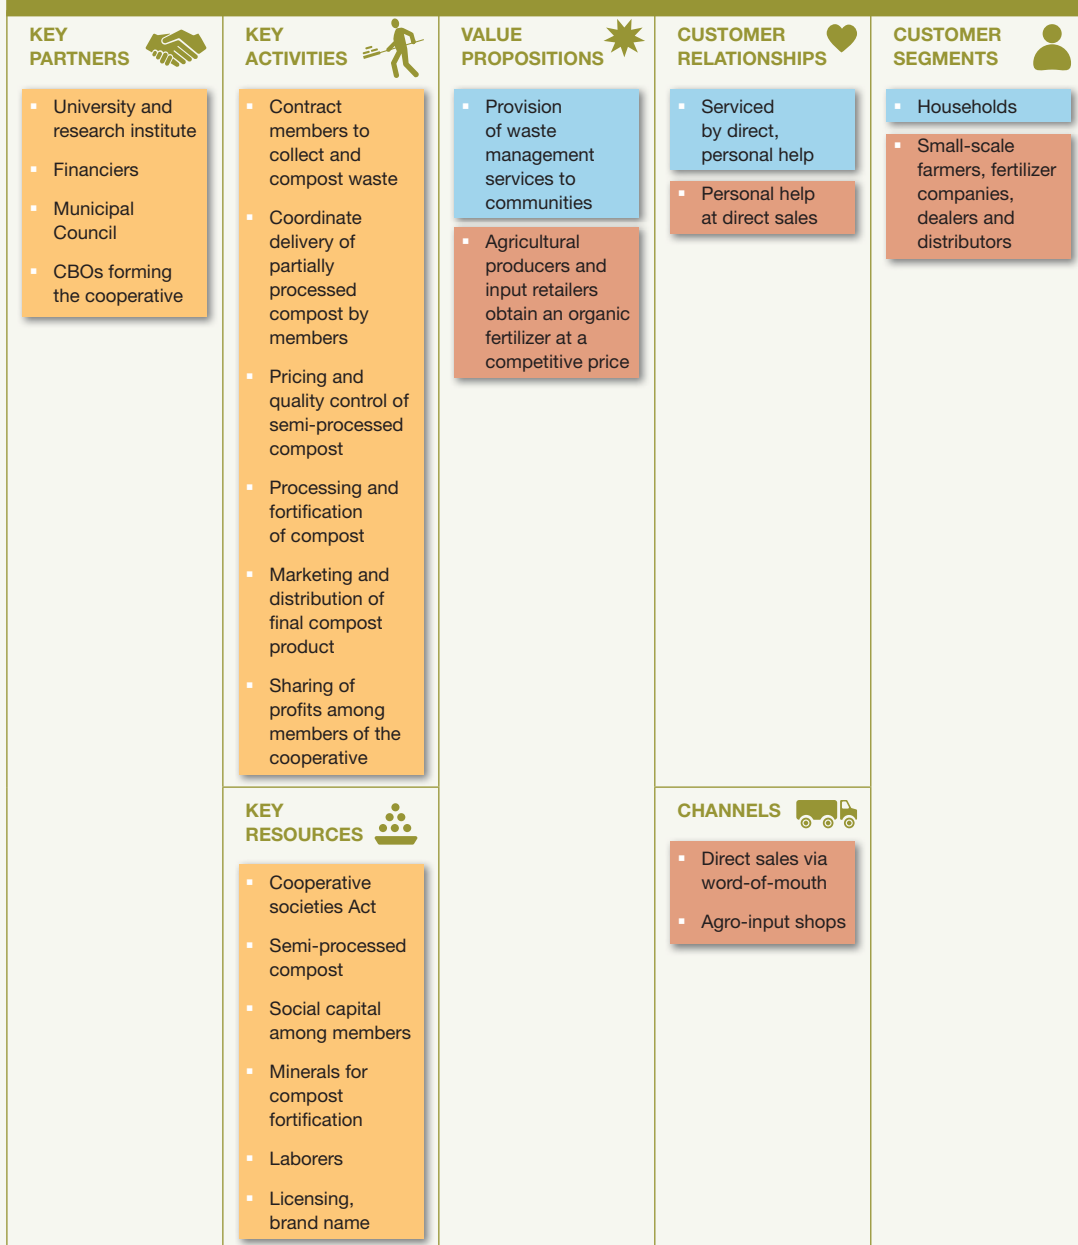 KEY
PARTNERS
University and
research institute
Financiers
Municipal
Council
CBOs forming
the cooperative
KEY
ACTIVITIES
Contract
members to
collect and
compost waste
Coordinate
delivery of
partially
processed
compost by
members
Pricing and
quality control of
semi-processed
compost
Processing and
fortification
of compost
Marketing and
distribution of
final compost
product
Sharing of
profits among
members of the
cooperative
KEY
RESOURCES
Cooperative
societies Act
Semi-processed
compost
Social capital
among members
Minerals for
compost
fortification
Laborers
Licensing,
brand name
VALUE
PROPOSITIONS
Provision
of waste
management
services to
communities
Agricultural
producers and
input retailers
obtain an organic
fertilizer at a
competitive price
CUSTOMER
RELATIONSHIPS
Serviced
by direct,
personal help
Personal help
at direct sales
CHANNELS
Direct sales via
word-of-mouth
Agro-input shops
CUSTOMER
SEGMENTS
Households
Small-scale
farmers, fertilizer
companies,
dealers and
distributors